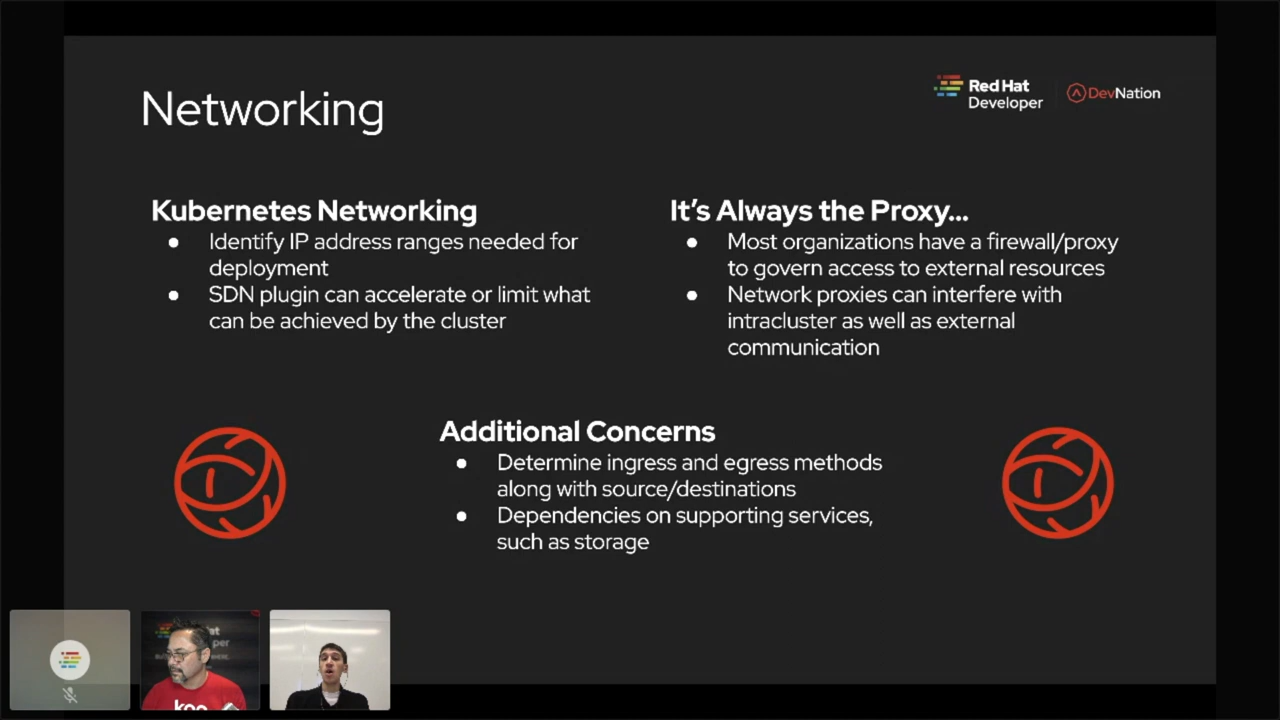 Networking
Red Hat
Developer
DevNation
Kubernetes Networking
● Identify IP address ranges needed for
deployment
● SDN plugin can accelerate or limit what
can be achieved by the cluster
It's Always the Proxy...
● Most organizations have a firewall/proxy
to govern access to external resources
● Network proxies can interfere with
intracluster as well as external
communication
Additional Concerns
● Determine ingress and egress methods
along with source/destinations
● Dependencies on supporting services,
such as storage